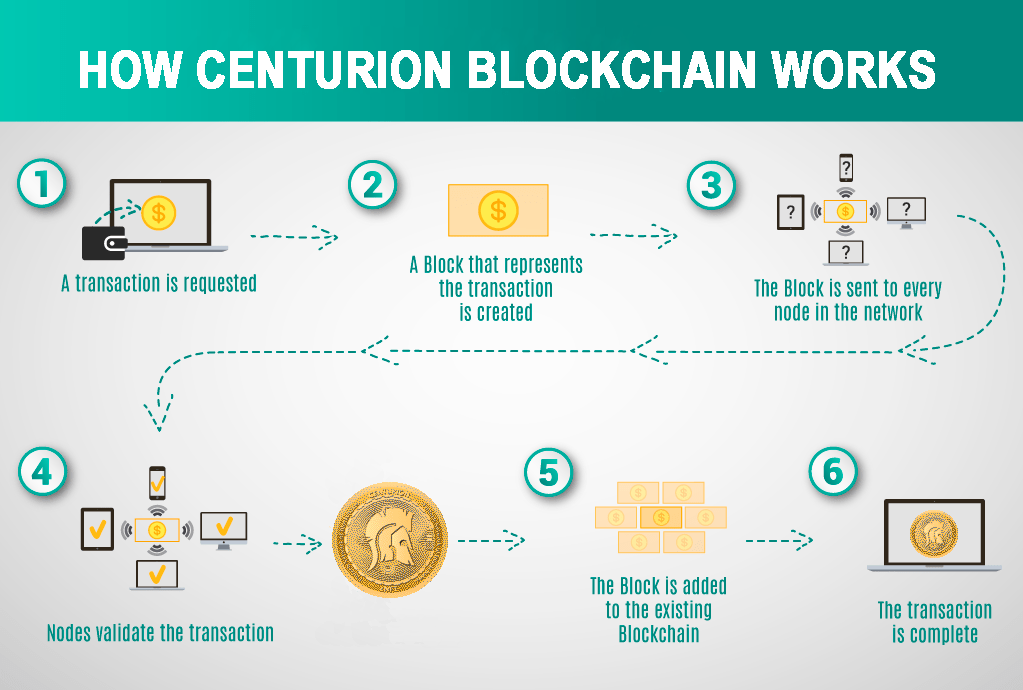 HOW CENTURION BLOCKCHAIN WORKS
1
$
A transaction is requested
2
$
A Block that represents
the transaction
is created
3
?
?
$
?
?
The Block is sent to every
node in the network
4
$
Nodes validate the transaction
CENTURION
5
$ $
$ $ $
$ $
The Block is added
to the existing
Blockchain
6
The transaction
is complete